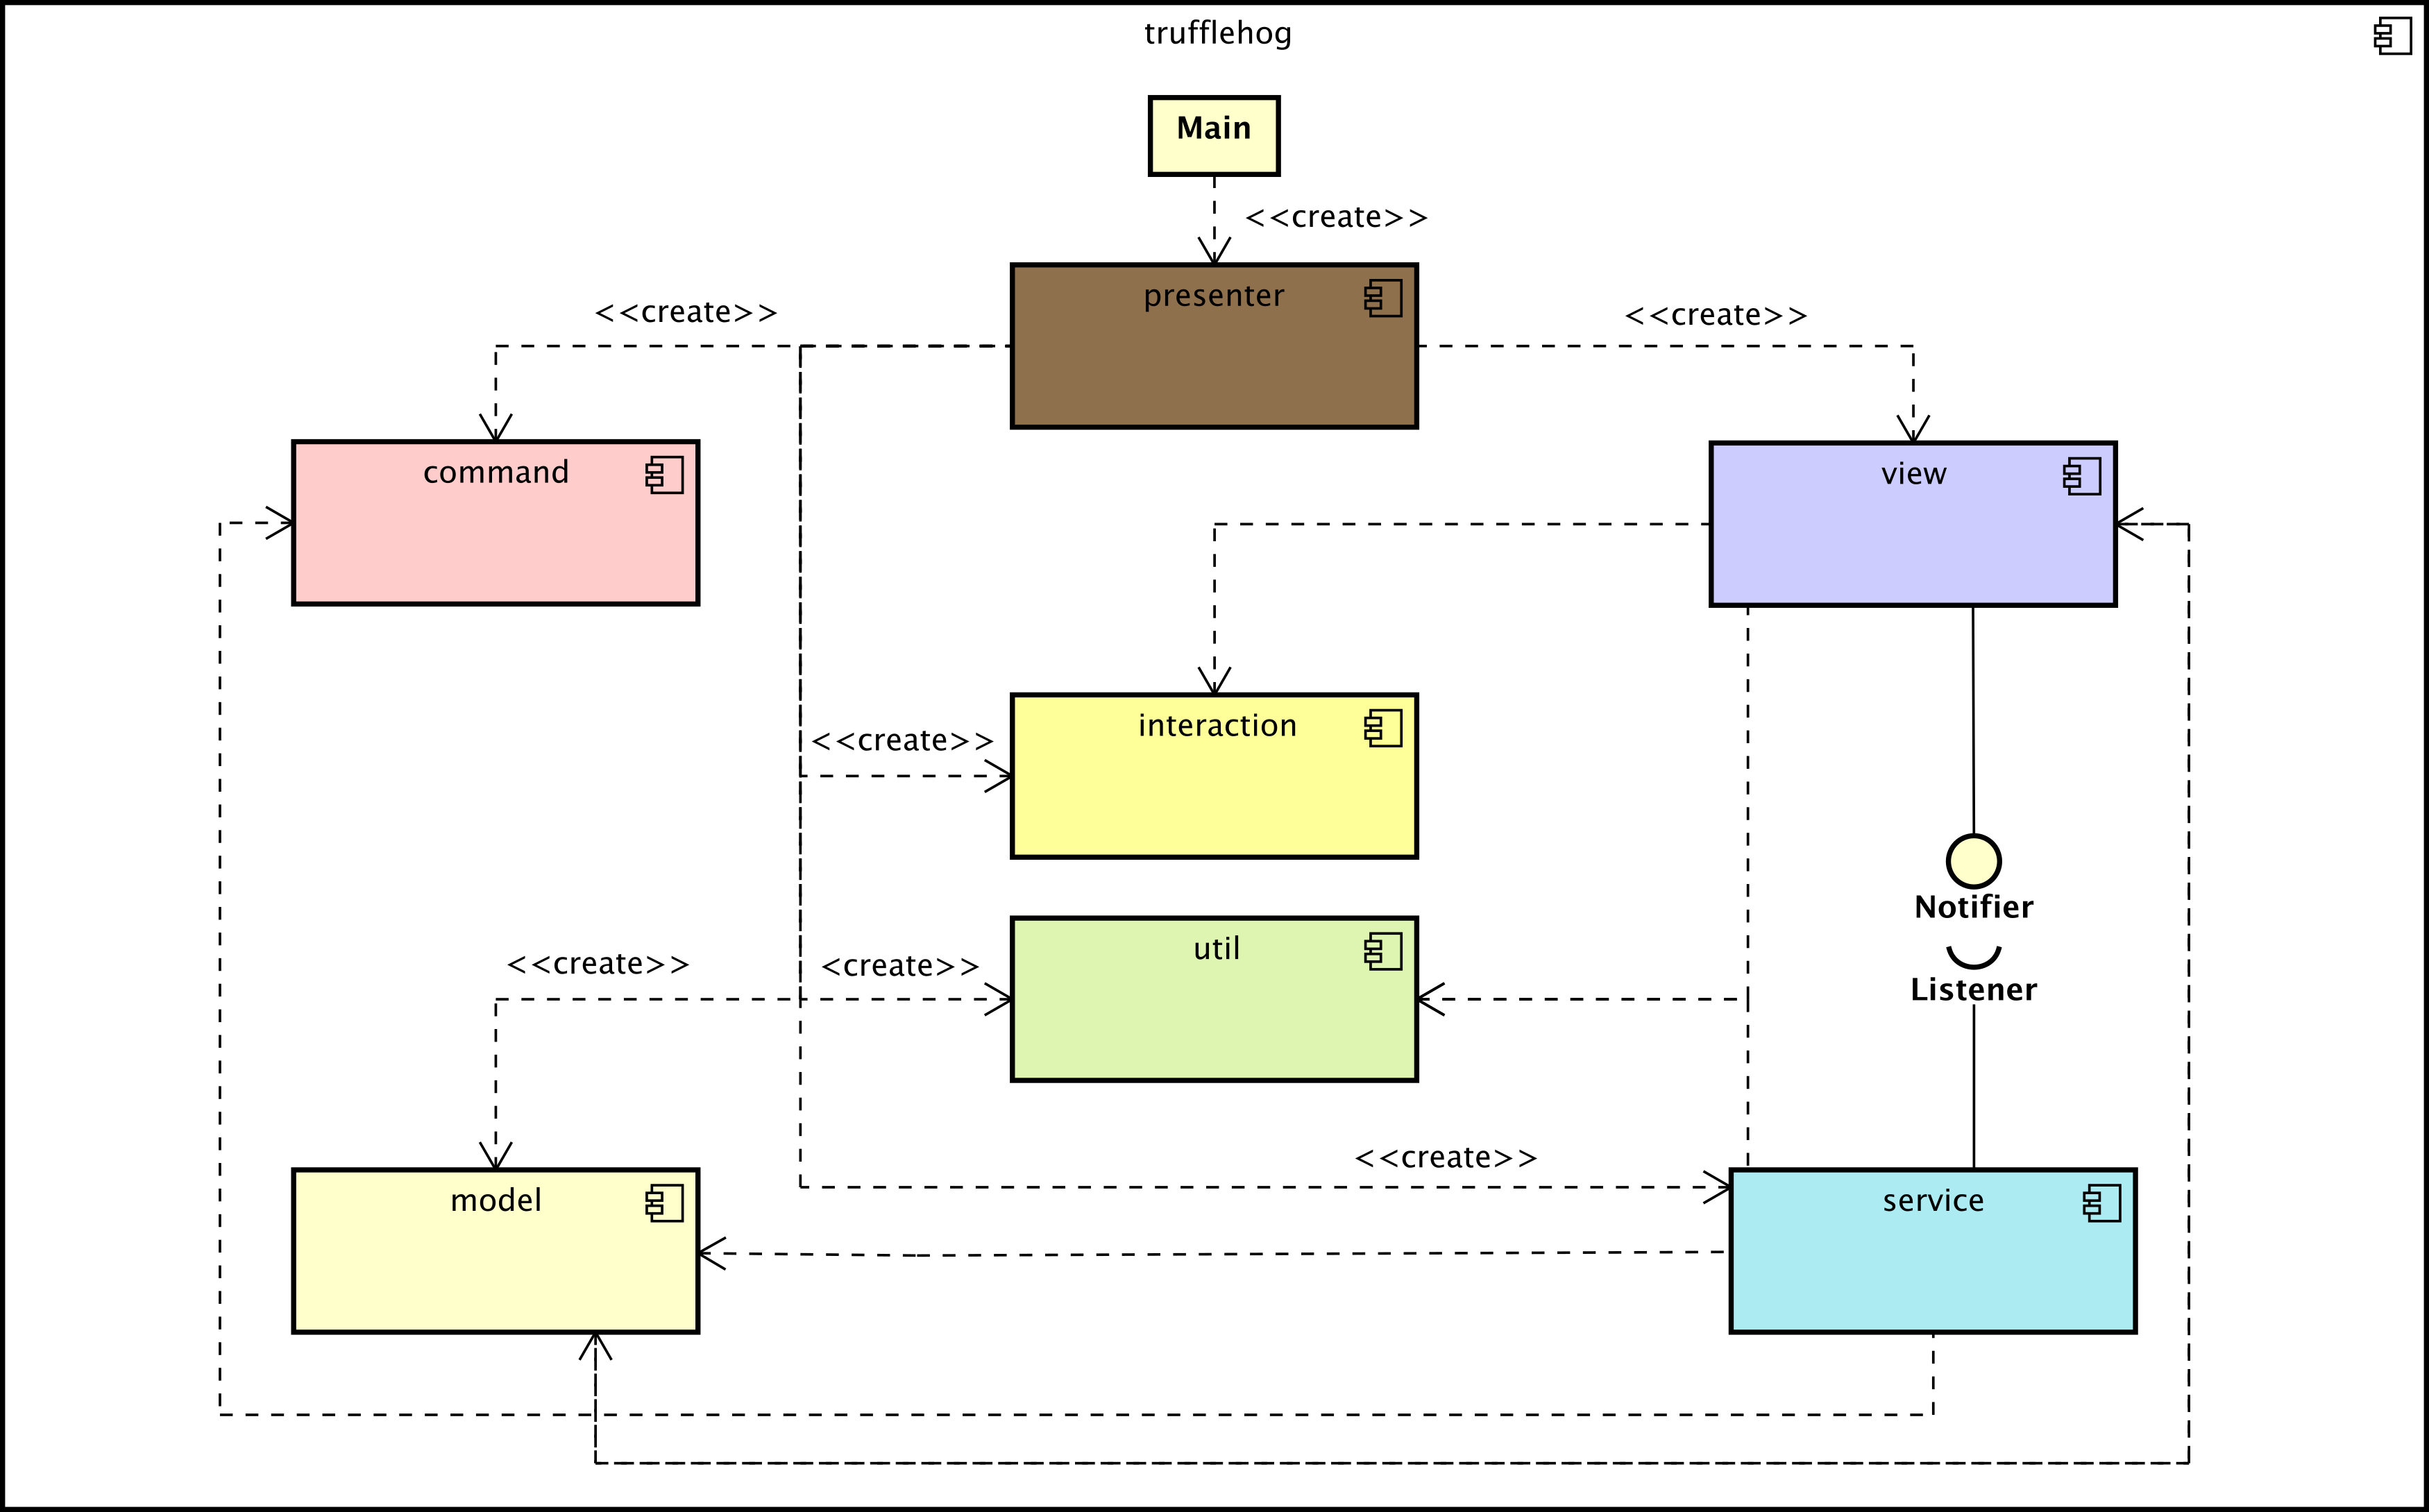 trufflehog
Main
<<create>>
presenter
<<create>>
<<create>>
command
view
interaction
<<create>>
Notifier
util
<<create>>
<create>>
Listener
<<create>>
model
service